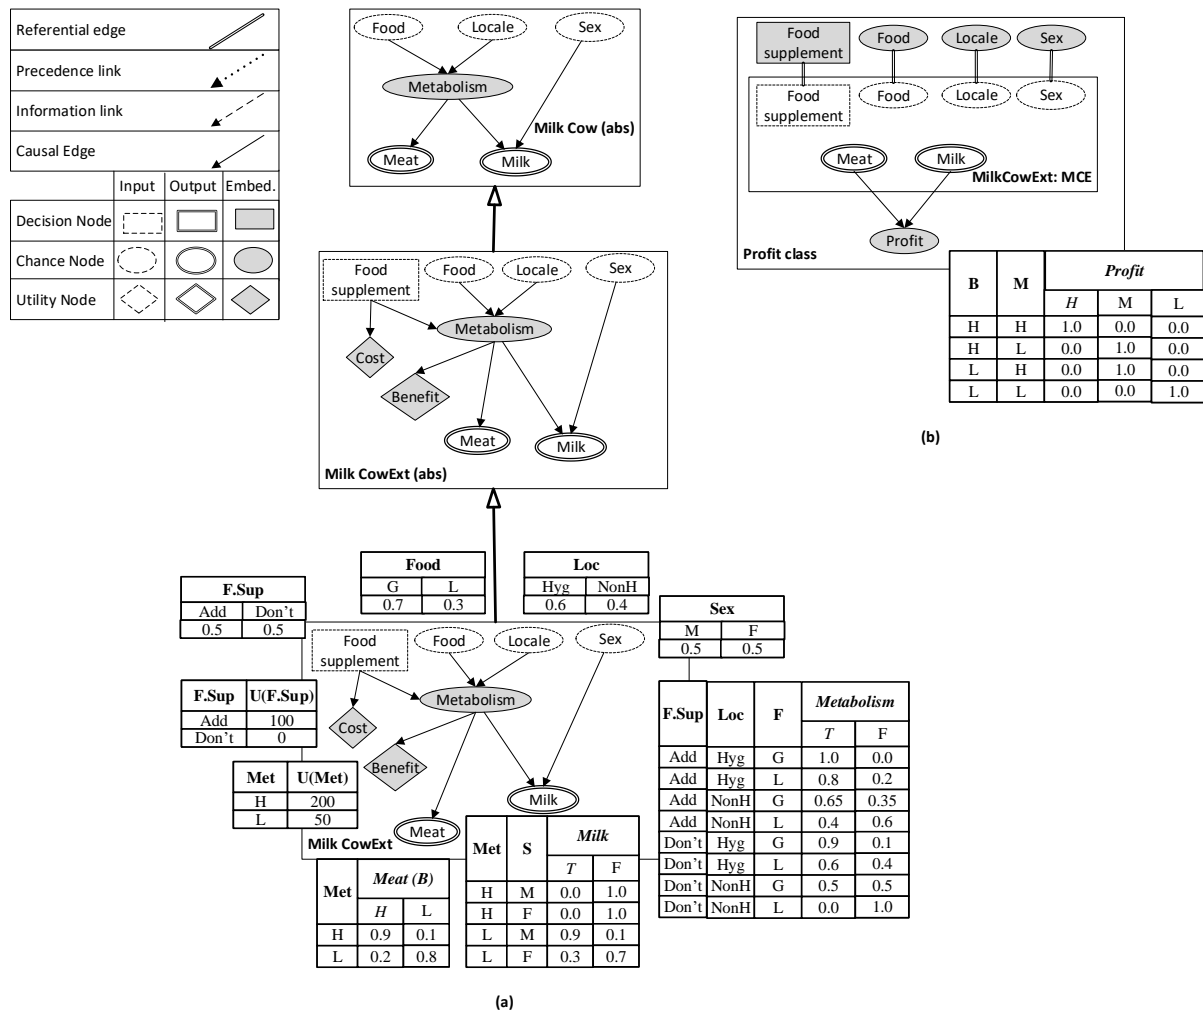 Referential edge
Precedence link
Information link
Causal Edge
Input Output Embed.
Decision Node
Chance Node
Utility Node
Food Locale Sex
Metabolism
Milk Cow (abs)
Meat Milk
Food
supplement
Food Locale Sex
Metabolism
Cost
Benefit
Meat Milk
Milk CowExt (abs)
Food
G L
0.7 0.3
Loc
Hyg NonH
0.6 0.4
F.Sup
Add Don't
0.5 0.5
Sex
M F
0.5 0.5
Food
supplement
Food Locale Sex
Metabolism
Cost
Benefit
Milk
Meat
Milk CowExt
F.Sup U(F.Sup)
Add 100
Don't 0
Met U(Met)
H 200
L 50
Met Meat (B)
H L
H 0.9 0.1
L 0.2 0.8
Met S Milk
T F
H M 0.0 1.0
H F 0.0 1.0
L M 0.9 0.1
L F 0.3 0.7
F.Sup Loc F Metabolism
T F
Add Hyg G 1.0 0.0
Add Hyg L 0.8 0.2
Add NonH G 0.65 0.35
Add NonH L 0.4 0.6
Don't Hyg G 0.9 0.1
Don't Hyg L 0.6 0.4
Don't NonH G 0.5 0.5
Don't NonH L 0.0 1.0
(a)
Food
supplement
Food Locale Sex
Food
supplement
Food Locale Sex
Meat Milk
MilkCowExt: MCE
Profit
Profit class
B M Profit
H M L
H H 1.0 0.0 0.0
H L 0.0 1.0 0.0
L H 0.0 1.0 0.0
L L 0.0 0.0 1.0
(b)